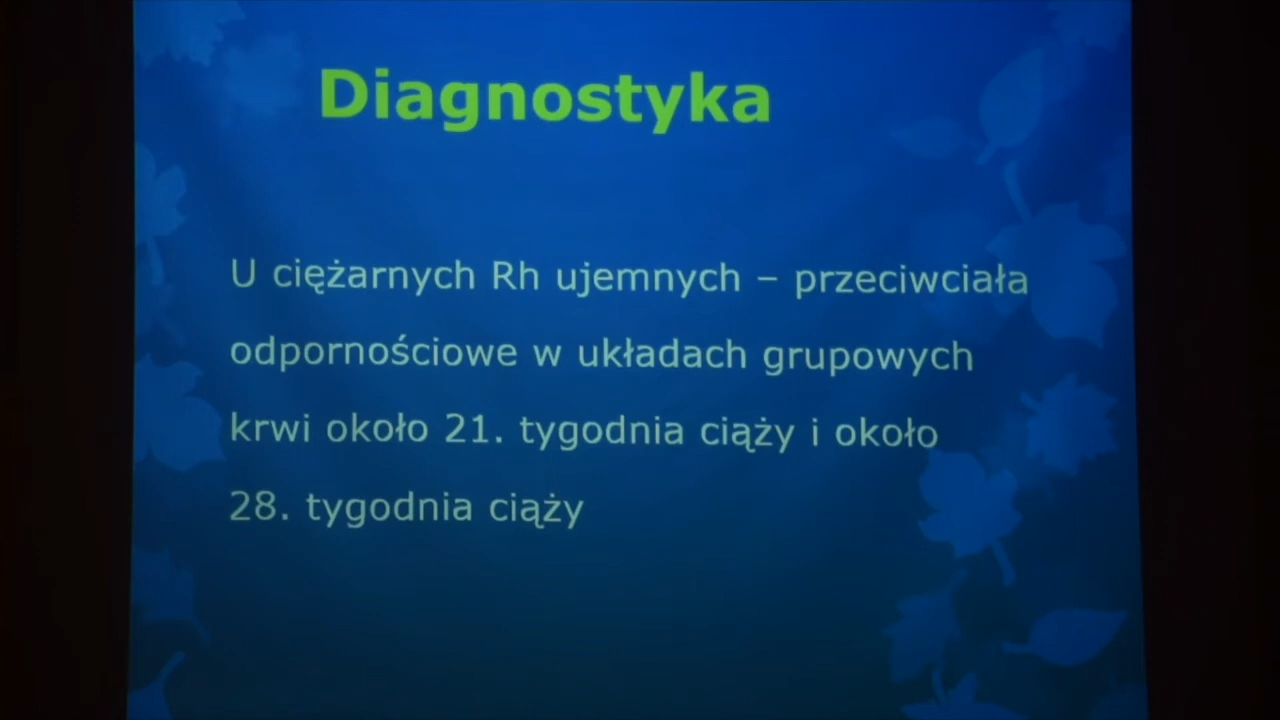 Diagnostyka
U ciężarnych Rh ujemnych – przeciwciała
odpornościowe w układach grupowych
krwi około 21. tygodnia ciąży i około
28. tygodnia ciąży